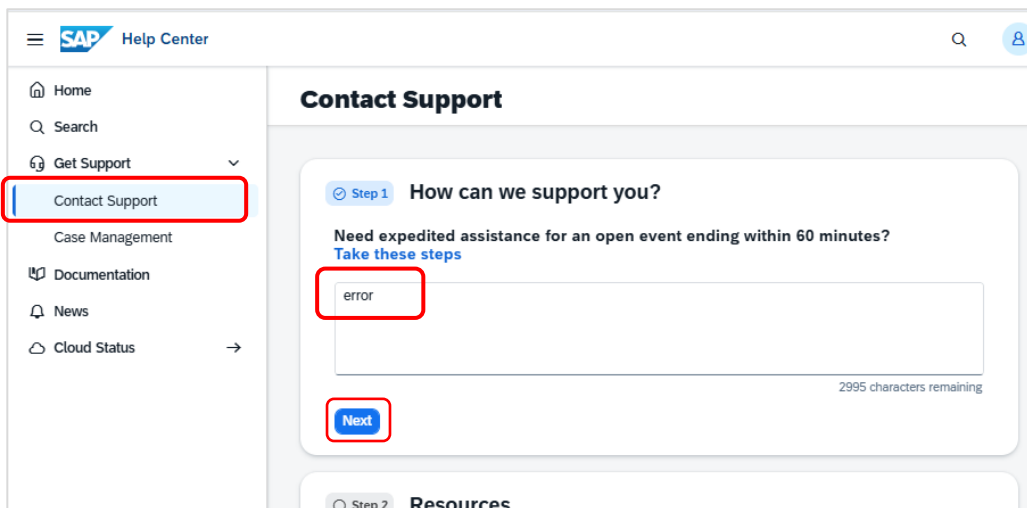 SAP Help Center
Home
Search
Get Support
Contact Support
Case Management
Documentation
News
Cloud Status
Contact Support
Step 1 How can we support you?
Need expedited assistance for an open event ending within 60 minutes?
Take these steps
error
2995 characters remaining
Next
Step 2 Resources